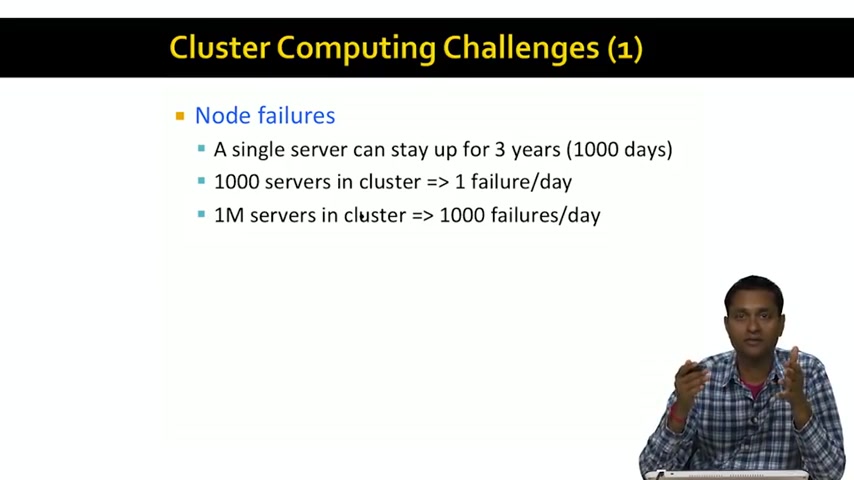 Cluster Computing Challenges (1)
Node failures
A single server can stay up for 3 years (1000 days)
1000 servers in cluster => 1 failure/day
1M servers in cluster => 1000 failures/day